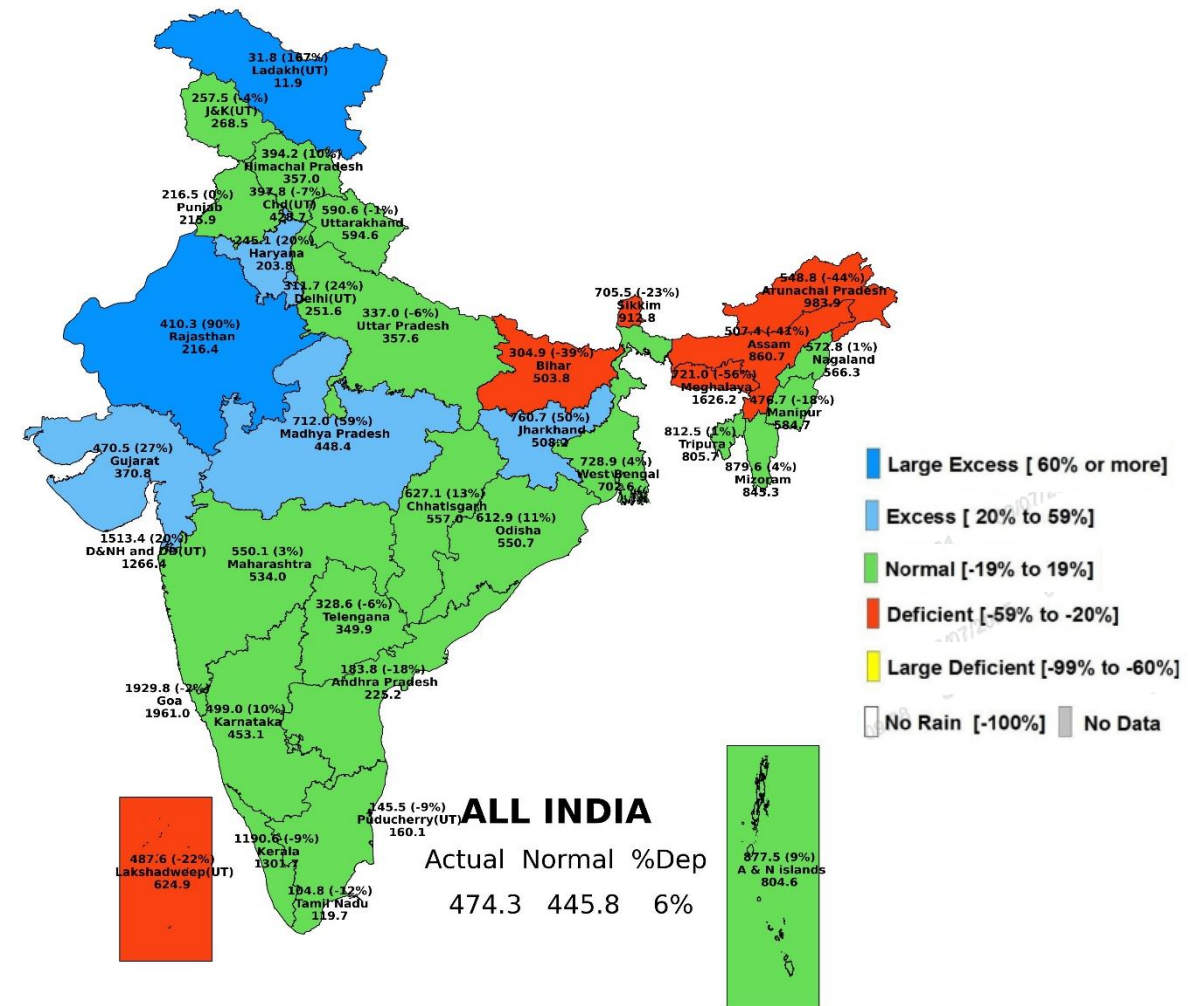 31.8 (167%)
Ladakh(UT)
11.9
257.5 (-4%)
J&K(UT)
268.5
394.2 (10%)
Himachal Pradesh
357.0
216.5 (0%)
Punjab
215.9
397.8 (-7%)
Chd(UT)
428.7
590.6 (-1%)
Uttarakhand
594.6
245.1 (20%)
Haryana
203.8
311.7 (24%)
Delhi(UT)
251.6
410.3 (90%)
Rajasthan
216.4
337.0 (-6%)
Uttar Pradesh
357.6
705.5 (-23%)
Sikkim
912.8
548.8 (-44%)
Arunachal Pradesh
983.9
507.4 (-41%)
Assam
860.7
572.8 (1%)
Nagaland
566.3
304.9 (-39%)
Bihar
503.8
721.0 (-56%)
Meghalaya
1626.2
476.7 (-18%)
Manipur
584.7
812.5 (1%)
Tripura
805.7
879.6 (4%)
Mizoram
845.3
470.5 (27%)
Gujarat
370.8
712.0 (59%)
Madhya Pradesh
448.4
760.7 (50%)
Jharkhand
508.2
728.9 (4%)
West Bengal
702.6
627.1 (13%)
Chhatisgarh
557.0
612.9 (11%)
Odisha
550.7
1513.4 (20%)
D&NH and DD(UT)
1266.4
550.1 (3%)
Maharashtra
534.0
328.6 (-6%)
Telengana
349.9
183.8 (-18%)
Andhra Pradesh
225.2
1929.8 (-2%)
Goa
1961.0
499.0 (10%)
Karnataka
453.1
145.5 (-9%)
Puducherry(UT)
160.1
1190.6 (-9%)
Kerala
1301.7
104.8 (-12%)
Tamil Nadu
119.7
487.6 (-22%)
Lakshadweep(UT)
624.9
877.5 (9%)
A & N islands
804.6
ALL INDIA
Actual Normal %Dep
474.3 445.8 6%
Large Excess [ 60% or more]
Excess [ 20% to 59%]
Normal [-19% to 19%]
Deficient [-59% to -20%]
Large Deficient [-99% to -60%]
No Rain [-100%] No Data